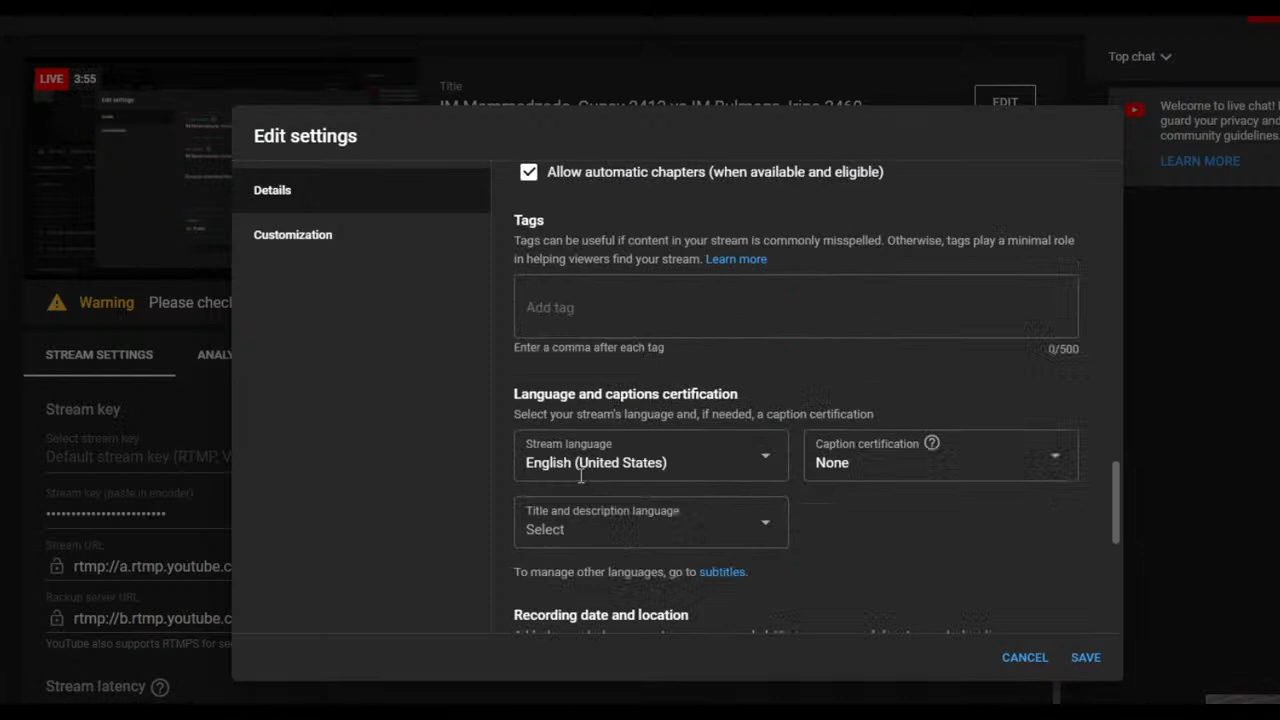 Top chat
LIVE 3:55
Title
EDIT
Welcome to live chat!
guard your privacy and
community guidelines.
LEARN MORE
Edit settings
Details
Customization
Allow automatic chapters (when available and eligible)
Tags
Tags can be useful if content in your stream is commonly misspelled. Otherwise, tags play a minimal role
in helping viewers find your stream. Learn more
Add tag
Enter a comma after each tag
0/500
Language and captions certification
Select your stream's language and, if needed, a caption certification
Stream language
English (United States)
Caption certification
None
Title and description language
Select
To manage other languages, go to subtitles.
Recording date and location
CANCEL
SAVE
Warning Please chec
STREAM SETTINGS
ANALY
Stream key
Select stream key
Default stream key (RTMP, V
Stream key (paste in encoder)
••••••••••••••••••••••••
Stream URL
rtmp://a.rtmp.youtube.c
Backup server URL
rtmp://b.rtmp.youtube.c
YouTube also supports RTMPS for se
Stream latency